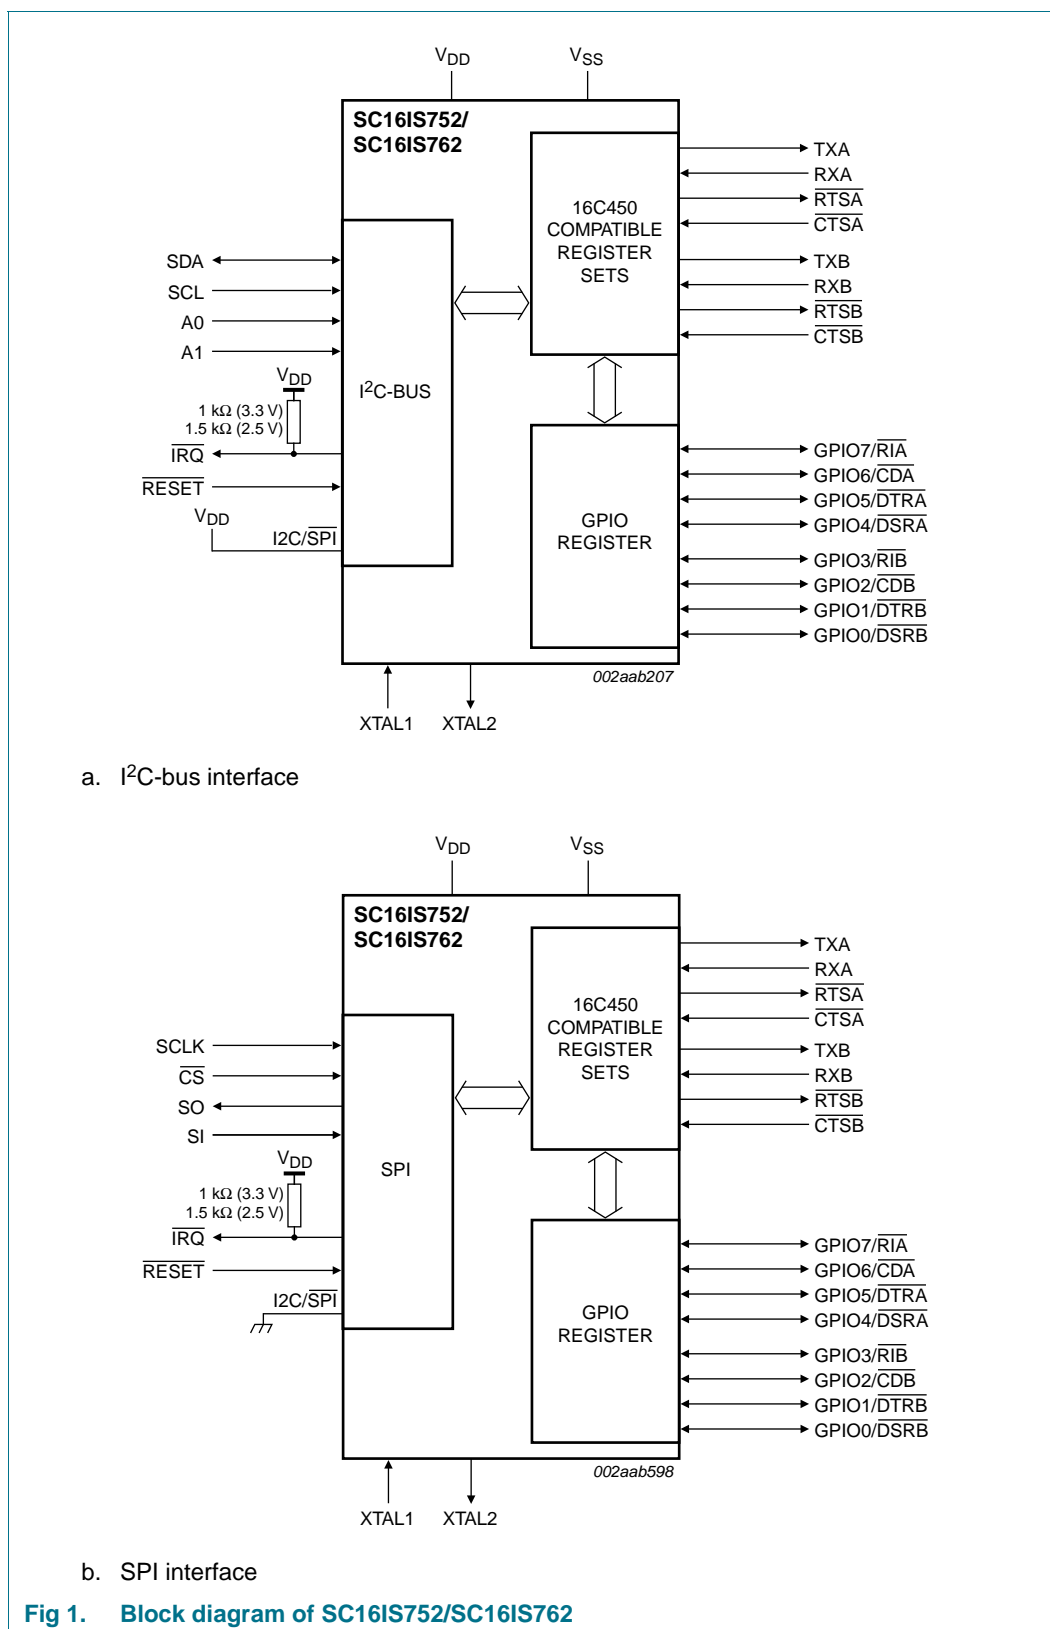 VDD
VSS
SC16IS752/
SC16IS762
16C450
COMPATIBLE
REGISTER
SETS
TXA
RXA
RTSA
CTSA
TXB
RXB
RTSB
CTSB
SDA
SCL
A0
A1
VDD
1 kΩ (3.3 V)
1.5 kΩ (2.5 V)
IRQ
RESET
VDD
I2C/SPI
I²C-BUS
GPIO
REGISTER
GPIO7/RIA
GPIO6/CDA
GPIO5/DTRA
GPIO4/DSRA
GPIO3/RIB
GPIO2/CDB
GPIO1/DTRB
GPIO0/DSRB
002aab207
XTAL1
XTAL2
a. I²C-bus interface
VDD
VSS
SC16IS752/
SC16IS762
16C450
COMPATIBLE
REGISTER
SETS
TXA
RXA
RTSA
CTSA
TXB
RXB
RTSB
CTSB
SCLK
CS
SO
SI
VDD
1 kΩ (3.3 V)
1.5 kΩ (2.5 V)
IRQ
RESET
I2C/SPI
SPI
GPIO
REGISTER
GPIO7/RIA
GPIO6/CDA
GPIO5/DTRA
GPIO4/DSRA
GPIO3/RIB
GPIO2/CDB
GPIO1/DTRB
GPIO0/DSRB
002aab598
XTAL1
XTAL2
b. SPI interface
Fig 1. Block diagram of SC16IS752/SC16IS762